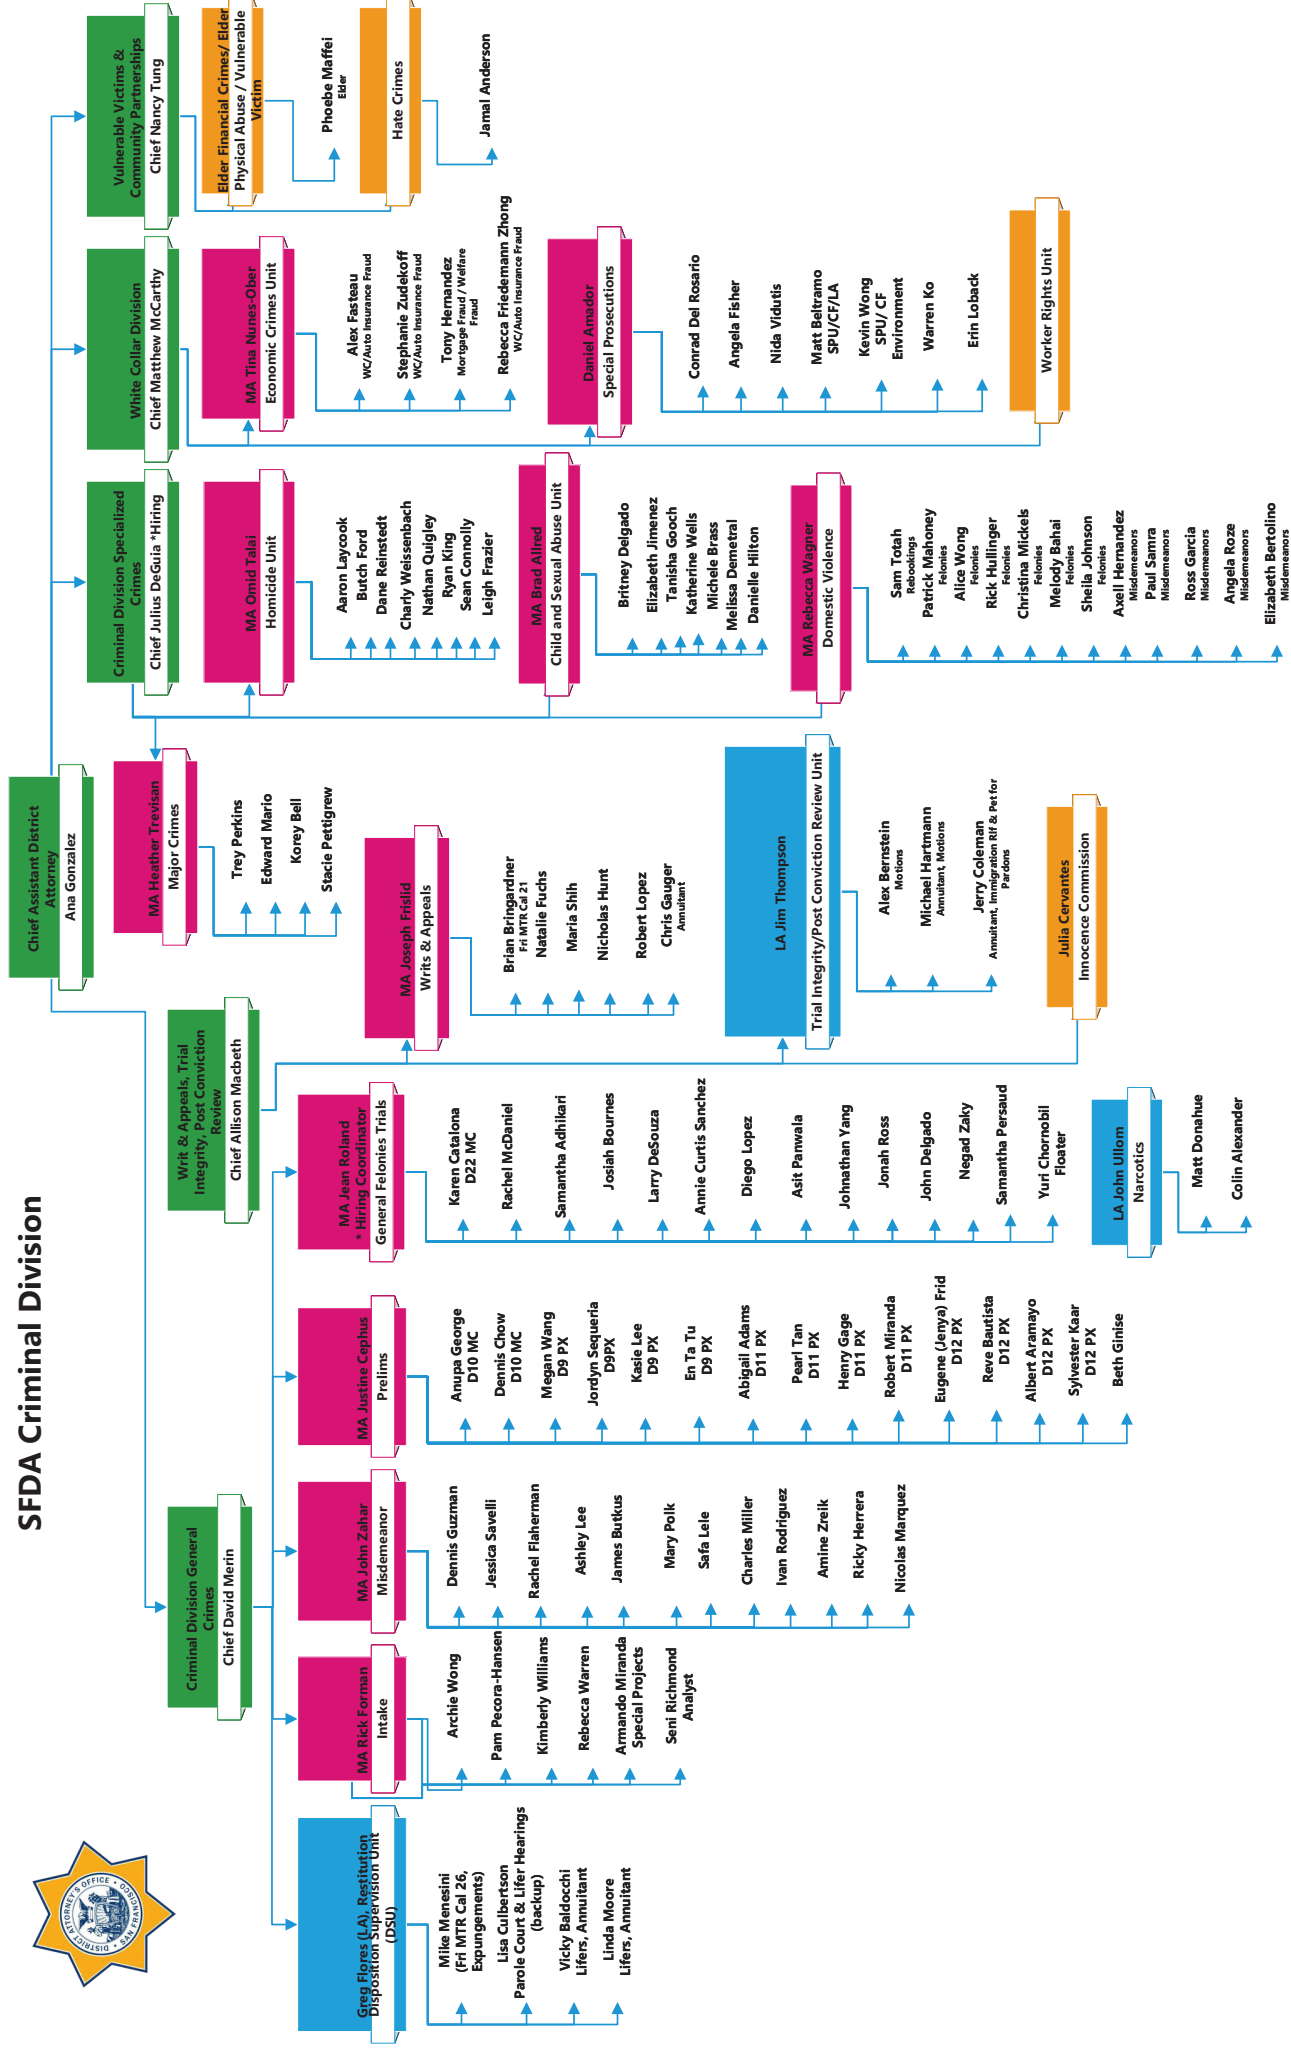 SFDA Criminal Division
DISTRICT ATTORNEY'S OFFICE • SAN FRANCISCO •
Chief Assistant District
Attorney
Ana Gonzalez
Criminal Division General
Crimes
Chief David Merin
Greg Flores (LA), Restitution
Disposition Supervision Unit
(DSU)
Mike Menesini
(Fri MTR Cal 26,
Expungements)
Lisa Culbertson
Parole Court & Lifer Hearings
(backup)
Vicky Baldocchi
Lifers, Annuitant
Linda Moore
Lifers, Annuitant
MA Rick Forman
Intake
Archie Wong
Pam Pecora-Hansen
Kimberly Williams
Rebecca Warren
Armando Miranda
Special Projects
Seni Richmond
Analyst
MA John Zahar
Misdemeanor
Dennis Guzman
Jessica Savelli
Rachel Flaherman
Ashley Lee
James Butkus
Mary Polk
Safa Lele
Charles Miller
Ivan Rodriguez
Amine Zreik
Ricky Herrera
Nicolas Marquez
MA Justine Cephus
Prelims
Anupa George
D10 MC
Dennis Chow
D10 MC
Megan Wang
D9 PX
Jordyn Sequeria
D9PX
Kasie Lee
D9 PX
En Ta Tu
D9 PX
Abigail Adams
D11 PX
Pearl Tan
D11 PX
Henry Gage
D11 PX
Robert Miranda
D11 PX
Eugene (Jenya) Frid
D12 PX
Reve Bautista
D12 PX
Albert Aramayo
D12 PX
Sylvester Kaar
D12 PX
Beth Ginise
MA Jean Roland
* Hiring Coordinator
General Felonies Trials
Karen Catalona
D22 MC
Rachel McDaniel
Samantha Adhikari
Josiah Bournes
Larry DeSouza
Annie Curtis Sanchez
Diego Lopez
Asit Panwala
Johnathan Yang
Jonah Ross
John Delgado
Negad Zaky
Samantha Persaud
Yuri Chornobil
Floater
LA John Ullom
Narcotics
Matt Donahue
Colin Alexander
Writ & Appeals, Trial
Integrity, Post Conviction
Review
Chief Allison Macbeth
MA Joseph Frislid
Writs & Appeals
Brian Bringardner
Fri MTR Cal 21
Natalie Fuchs
Maria Shih
Nicholas Hunt
Robert Lopez
Chris Gauger
Annuitant
LA Jim Thompson
Trial Integrity/Post Conviction Review Unit
Alex Bernstein
Motions
Michael Hartmann
Annuitant, Motions
Jerry Coleman
Annuitant, Immigration Rlf & Pet for
Pardons
Julia Cervantes
Innocence Commission
MA Heather Trevisan
Major Crimes
Trey Perkins
Edward Mario
Korey Bell
Stacie Pettigrew
Criminal Division Specialized
Crimes
Chief Julius DeGuia *Hiring
MA Omid Talai
Homicide Unit
Aaron Laycook
Butch Ford
Dane Reinstedt
Charly Weissenbach
Nathan Quigley
Ryan King
Sean Connolly
Leigh Frazier
MA Brad Allred
Child and Sexual Abuse Unit
Britney Delgado
Elizabeth Jimenez
Tanisha Gooch
Katherine Wells
Michele Brass
Melissa Demetral
Danielle Hilton
MA Rebecca Wagner
Domestic Violence
Sam Totah
Rebookings
Patrick Mahoney
Felonies
Alice Wong
Felonies
Rick Hullinger
Felonies
Christina Mickels
Felonies
Melody Bahai
Felonies
Sheila Johnson
Felonies
Axell Hernandez
Misdemeanors
Paul Samra
Misdemeanors
Ross Garcia
Misdemeanors
Angela Roze
Misdemeanors
Elizabeth Bertolino
Misdemeanors
White Collar Division
Chief Matthew McCarthy
MA Tina Nunes-Ober
Economic Crimes Unit
Alex Fasteau
WC/Auto Insurance Fraud
Stephanie Zudekoff
WC/Auto Insurance Fraud
Tony Hernandez
Mortgage Fraud / Welfare
Fraud
Rebecca Friedemann Zhong
WC/Auto Insurance Fraud
Daniel Amador
Special Prosecutions
Conrad Del Rosario
Angela Fisher
Nida Vidutis
Matt Beltramo
SPU/CF/LA
Kevin Wong
SPU/ CF
Environment
Warren Ko
Erin Loback
Worker Rights Unit
Vulnerable Victims &
Community Partnerships
Chief Nancy Tung
Elder Financial Crimes/ Elder
Physical Abuse / Vulnerable
Victim
Phoebe Maffei
Elder
Hate Crimes
Jamal Anderson